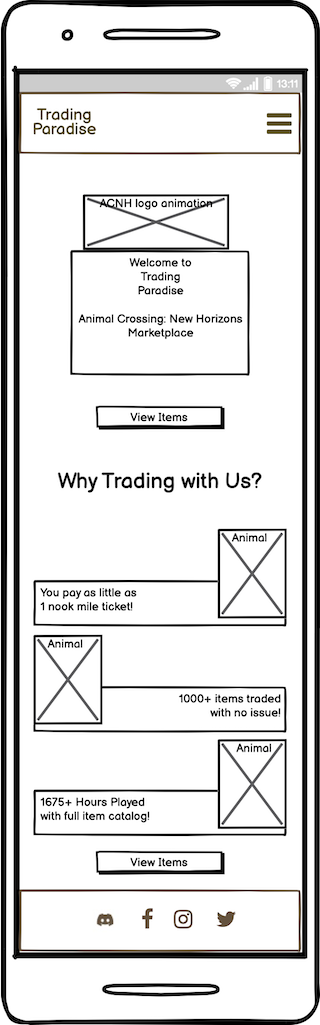 13:11
Trading
Paradise
ACNH logo animation
Welcome to
Trading
Paradise
Animal Crossing: New Horizons
Marketplace
View Items
Why Trading with Us?
Animal
You pay as little as
1 nook mile ticket!
Animal
1000+ items traded
with no issue!
Animal
1675+ Hours Played
with full item catalog!
View Items